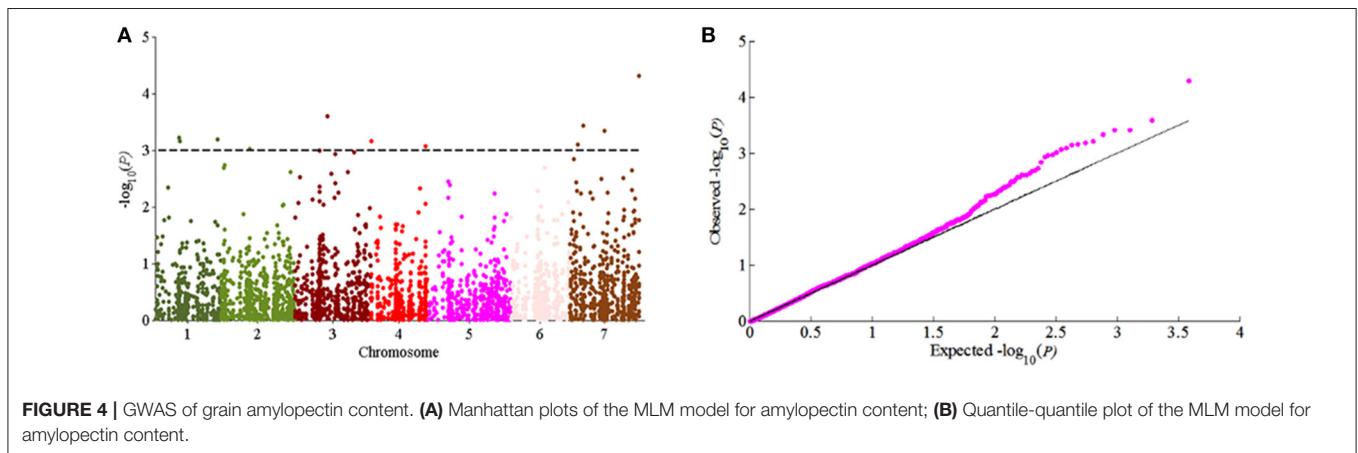 A
5
4
3
2
1
0
-log10(P)
1 2 3 4 5 6 7
Chromosome
B
5
4
3
2
1
0
Observed -log10(P)
0 0.5 1 1.5 2 2.5 3 3.5 4
Expected -log10(P)
FIGURE 4 | GWAS of grain amylopectin content. (A) Manhattan plots of the MLM model for amylopectin content; (B) Quantile-quantile plot of the MLM model for
amylopectin content.